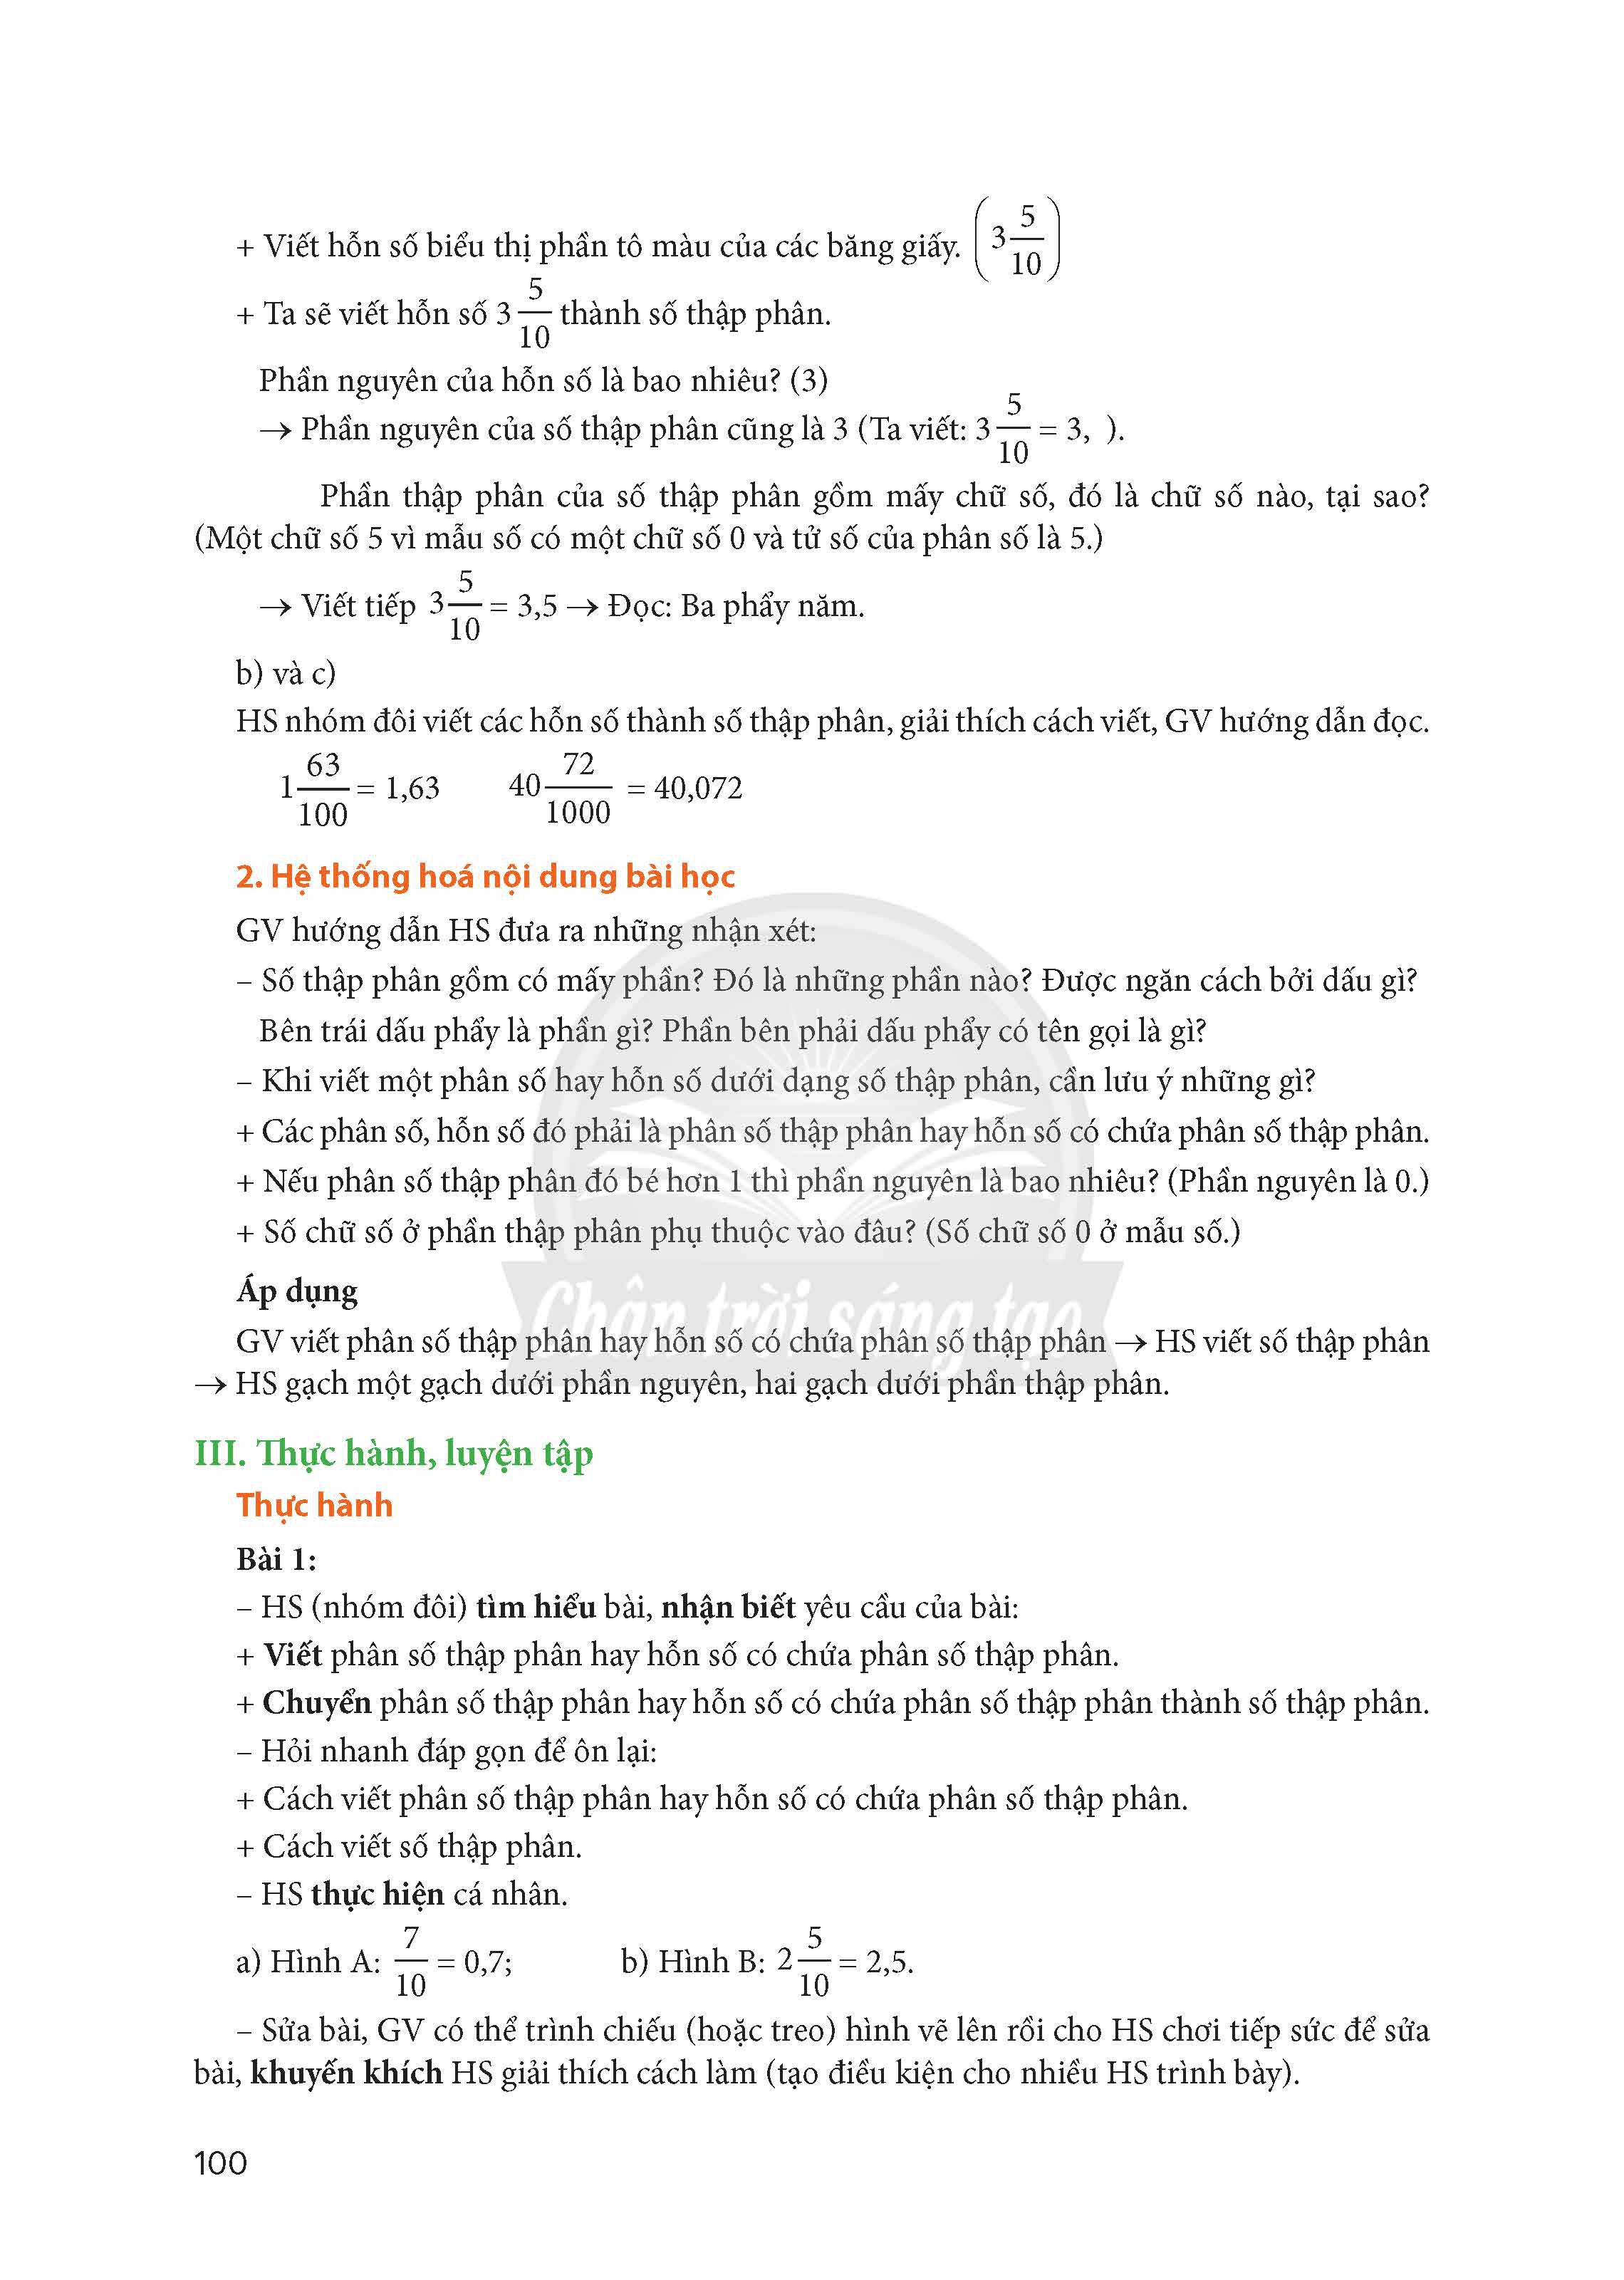 + Viết hỗn số biểu thị phần tô màu của các băng giấy. (3 5/10)
+ Ta sẽ viết hỗn số 3 5/10 thành số thập phân.
Phần nguyên của hỗn số là bao nhiêu? (3)
→ Phần nguyên của số thập phân cũng là 3 (Ta viết: 3 5/10 = 3, ).
Phần thập phân của số thập phân gồm mấy chữ số, đó là chữ số nào, tại sao?
(Một chữ số 5 vì mẫu số có một chữ số 0 và tử số của phân số là 5.)
→ Viết tiếp 3 5/10 = 3,5 → Đọc: Ba phẩy năm.
b) và c)
HS nhóm đôi viết các hỗn số thành số thập phân, giải thích cách viết, GV hướng dẫn đọc.
1 63/100 = 1,63 40 72/1000 = 40,072
2. Hệ thống hoá nội dung bài học
GV hướng dẫn HS đưa ra những nhận xét:
– Số thập phân gồm có mấy phần? Đó là những phần nào? Được ngăn cách bởi dấu gì?
Bên trái dấu phẩy là phần gì? Phần bên phải dấu phẩy có tên gọi là gì?
– Khi viết một phân số hay hỗn số dưới dạng số thập phân, cần lưu ý những gì?
+ Các phân số, hỗn số đó phải là phân số thập phân hay hỗn số có chứa phân số thập phân.
+ Nếu phân số thập phân đó bé hơn 1 thì phần nguyên là bao nhiêu? (Phần nguyên là 0.)
+ Số chữ số ở phần thập phân phụ thuộc vào đâu? (Số chữ số 0 ở mẫu số.)
Áp dụng
Chân trời sáng tạo
GV viết phân số thập phân hay hỗn số có chứa phân số thập phân → HS viết số thập phân
→ HS gạch một gạch dưới phần nguyên, hai gạch dưới phần thập phân.
III. Thực hành, luyện tập
Thực hành
Bài 1:
– HS (nhóm đôi) tìm hiểu bài, nhận biết yêu cầu của bài:
+ Viết phân số thập phân hay hỗn số có chứa phân số thập phân.
+ Chuyển phân số thập phân hay hỗn số có chứa phân số thập phân thành số thập phân.
– Hỏi nhanh đáp gọn để ôn lại:
+ Cách viết phân số thập phân hay hỗn số có chứa phân số thập phân.
+ Cách viết số thập phân.
– HS thực hiện cá nhân.
a) Hình A: 7/10 = 0,7; b) Hình B: 2 5/10 = 2,5.
– Sửa bài, GV có thể trình chiếu (hoặc treo) hình vẽ lên rồi cho HS chơi tiếp sức để sửa
bài, khuyến khích HS giải thích cách làm (tạo điều kiện cho nhiều HS trình bày).
100